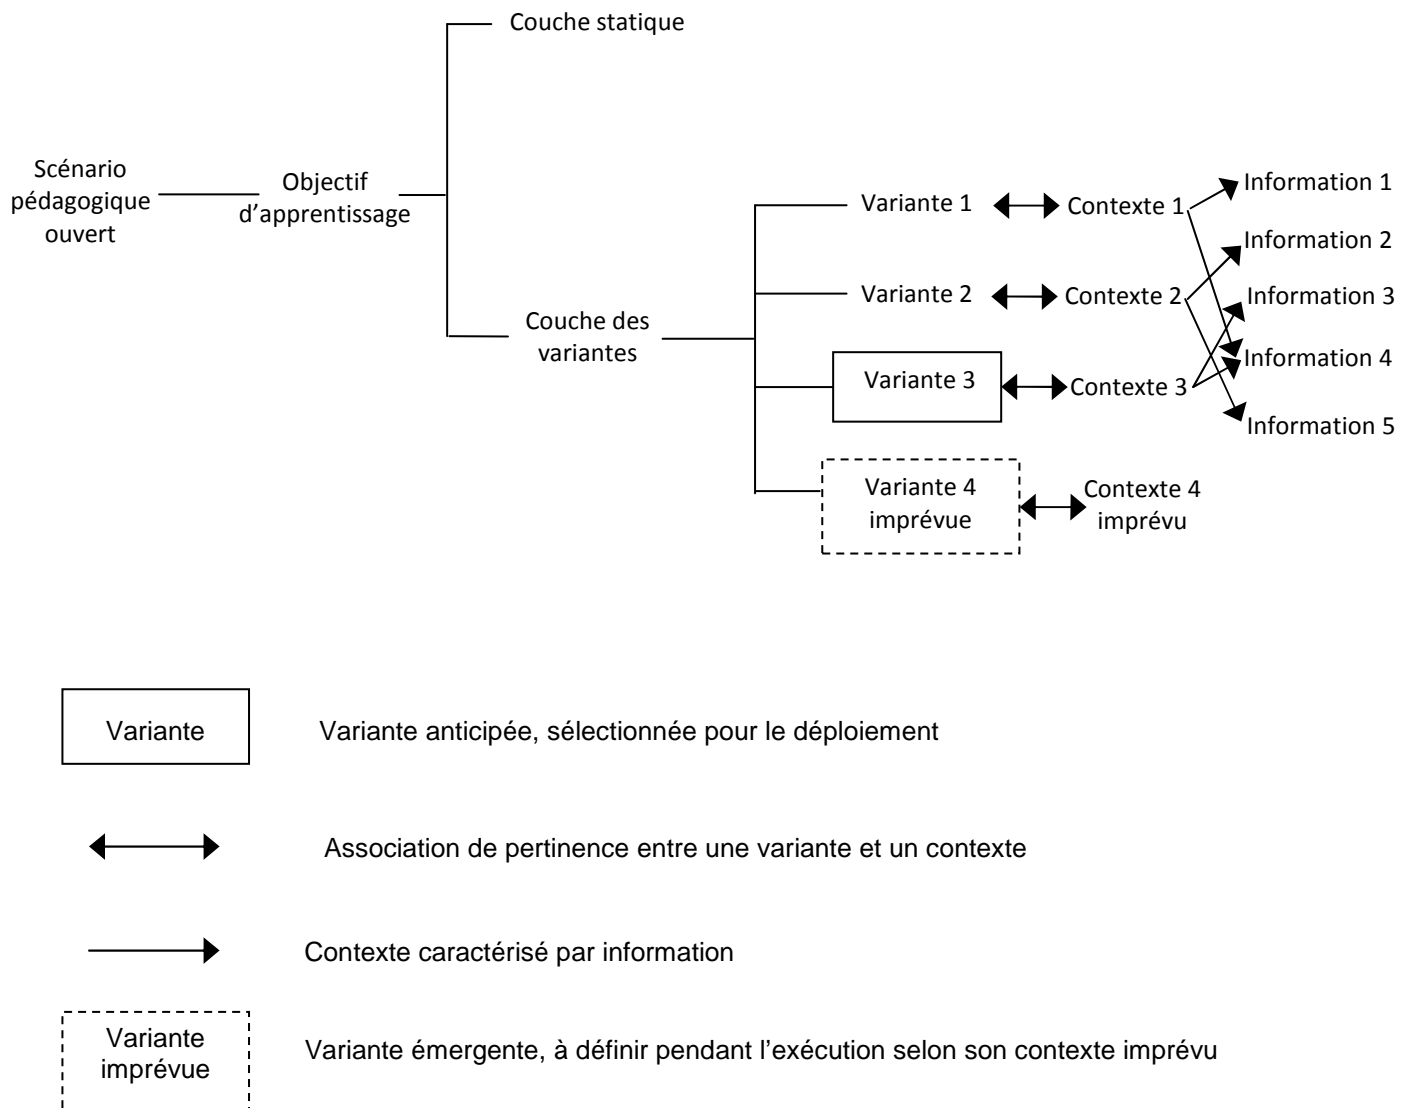 Couche statique
Scénario
pédagogique
ouvert
Objectif
d'apprentissage
Couche des
variantes
Variante 1
Contexte 1
Information 1
Information 2
Variante 2
Contexte 2
Information 3
Information 4
Variante 3
Contexte 3
Information 5
Variante 4
imprévue
Contexte 4
imprévu
Variante
Variante anticipée, sélectionnée pour le déploiement
Association de pertinence entre une variante et un contexte
Contexte caractérisé par information
Variante
imprévue
Variante émergente, à définir pendant l'exécution selon son contexte imprévu